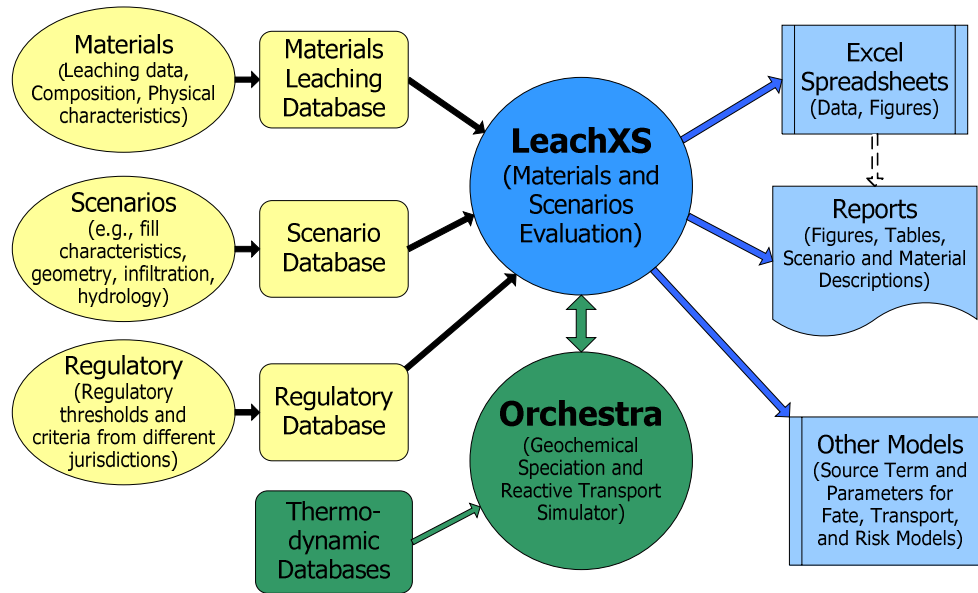 Materials
(Leaching data,
Composition, Physical
characteristics)
Materials
Leaching
Database
Scenarios
(e.g., fill
characteristics,
geometry, infiltration,
hydrology)
Scenario
Database
Regulatory
(Regulatory
thresholds and
criteria from different
jurisdictions)
Regulatory
Database
Thermo-
dynamic
Databases
LeachXS
(Materials and
Scenarios
Evaluation)
Orchestra
(Geochemical
Speciation and
Reactive Transport
Simulator)
Excel
Spreadsheets
(Data, Figures)
Reports
(Figures, Tables,
Scenario and Material
Descriptions)
Other Models
(Source Term and
Parameters for
Fate, Transport,
and Risk Models)